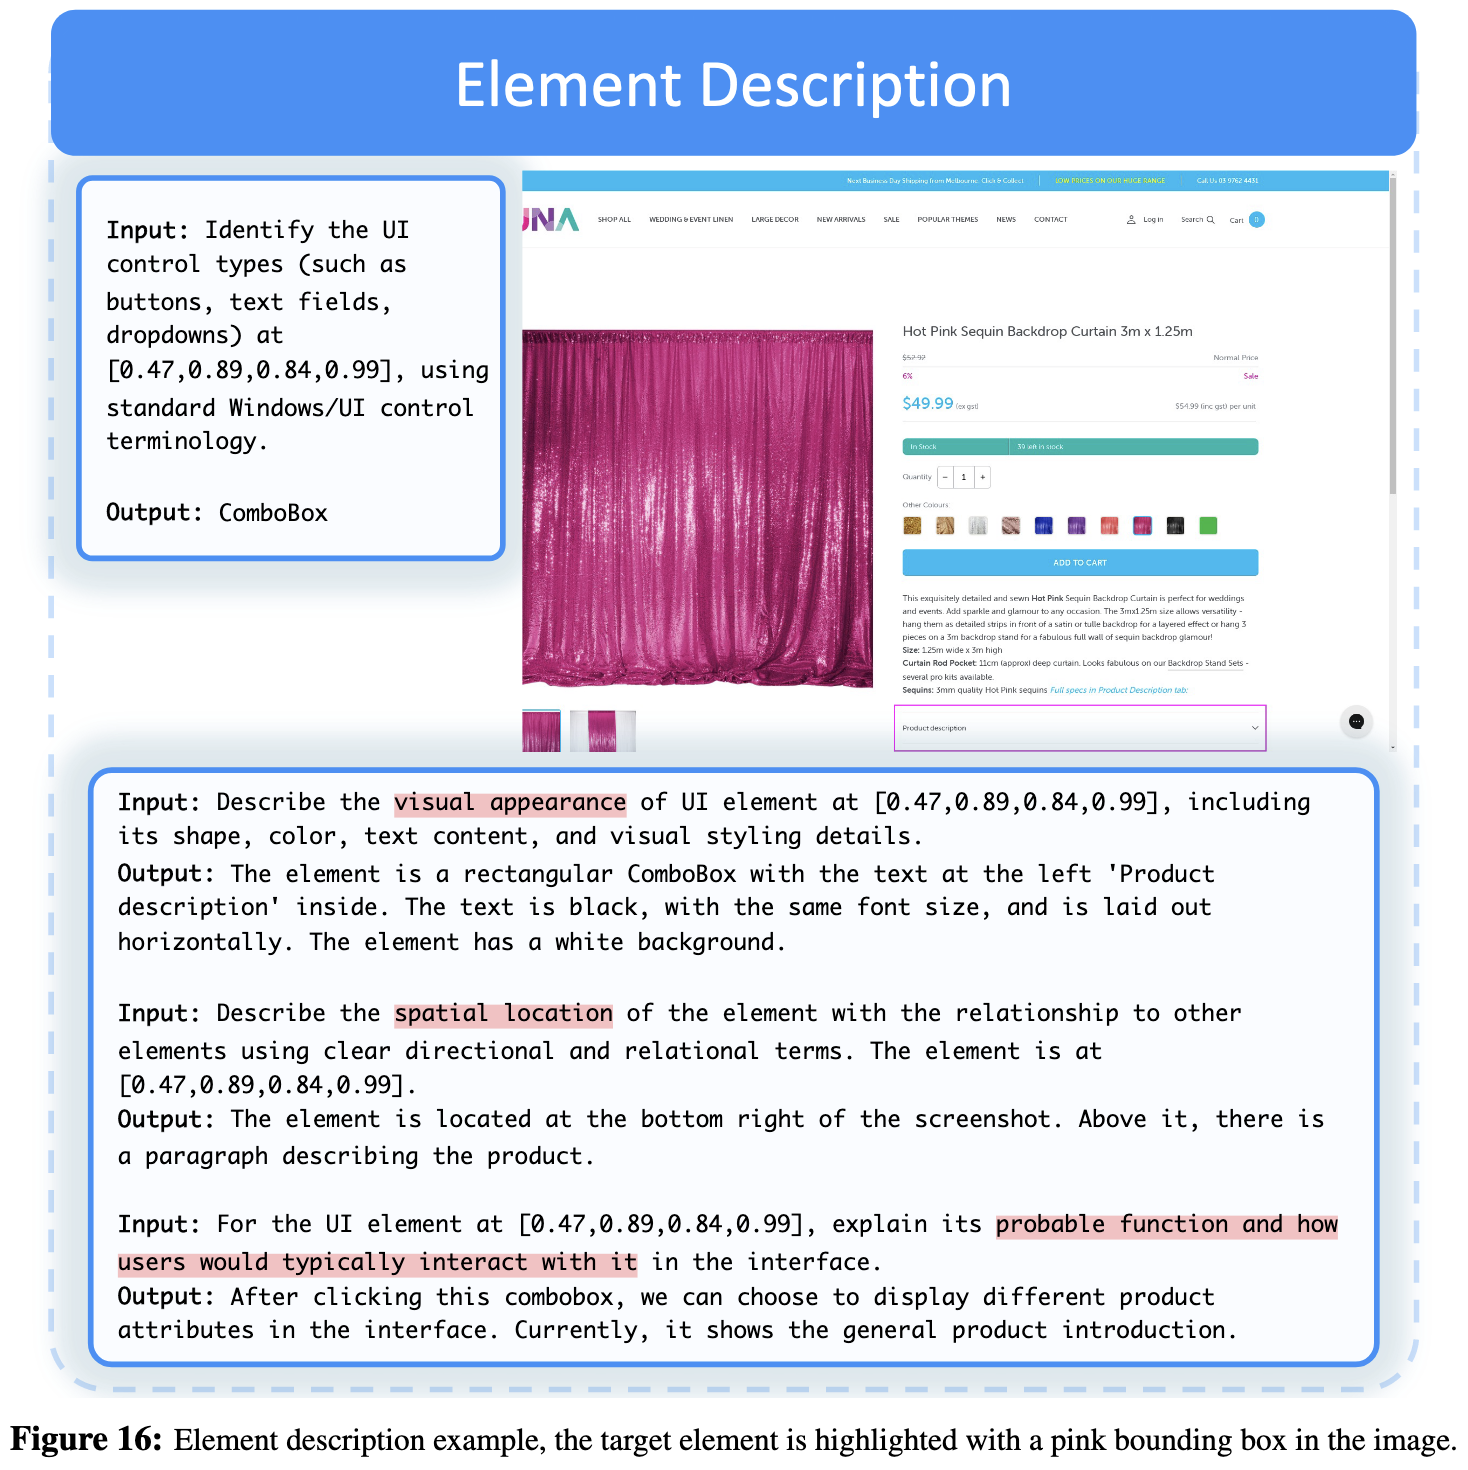 Element Description
Input: Identify the UI
control types (such as
buttons, text fields,
dropdowns) at
[0.47,0.89,0.84,0.99], using
standard Windows/UI control
terminology.
Output: ComboBox
Next Business Day Shipping from Melbourne. Click & Collect
LOW PRICES ON OUR HUGE RANGE
Call Us 03 9762 4431
UNA
SHOP ALL
WEDDING & EVENT LINEN
LARGE DECOR
NEW ARRIVALS
SALE
POPULAR THEMES
NEWS
CONTACT
Log in
Search
Cart
0
Hot Pink Sequin Backdrop Curtain 3m x 1.25m
$52.92 Normal Price
6% Sale
$49.99 (ex gst) $54.99 (inc gst) per unit
In Stock 39 left in stock
Quantity − 1 +
Other Colours:
ADD TO CART
This exquisitely detailed and sewn Hot Pink Sequin Backdrop Curtain is perfect for weddings
and events. Add sparkle and glamour to any occasion. The 3mx1.25m size allows versatility -
hang them as detailed strips in front of a satin or tulle backdrop for a layered effect or hang 3
pieces on a 3m backdrop stand for a fabulous full wall of sequin backdrop glamour!
Size: 1.25m wide x 3m high
Curtain Rod Pocket: 11cm (approx) deep curtain. Looks fabulous on our Backdrop Stand Sets -
several pro kits available.
Sequins: 3mm quality Hot Pink sequins Full specs in Product Description tab:
Product description
Input: Describe the visual appearance of UI element at [0.47,0.89,0.84,0.99], including
its shape, color, text content, and visual styling details.
Output: The element is a rectangular ComboBox with the text at the left 'Product
description' inside. The text is black, with the same font size, and is laid out
horizontally. The element has a white background.
Input: Describe the spatial location of the element with the relationship to other
elements using clear directional and relational terms. The element is at
[0.47,0.89,0.84,0.99].
Output: The element is located at the bottom right of the screenshot. Above it, there is
a paragraph describing the product.
Input: For the UI element at [0.47,0.89,0.84,0.99], explain its probable function and how
users would typically interact with it in the interface.
Output: After clicking this combobox, we can choose to display different product
attributes in the interface. Currently, it shows the general product introduction.
Figure 16: Element description example, the target element is highlighted with a pink bounding box in the image.